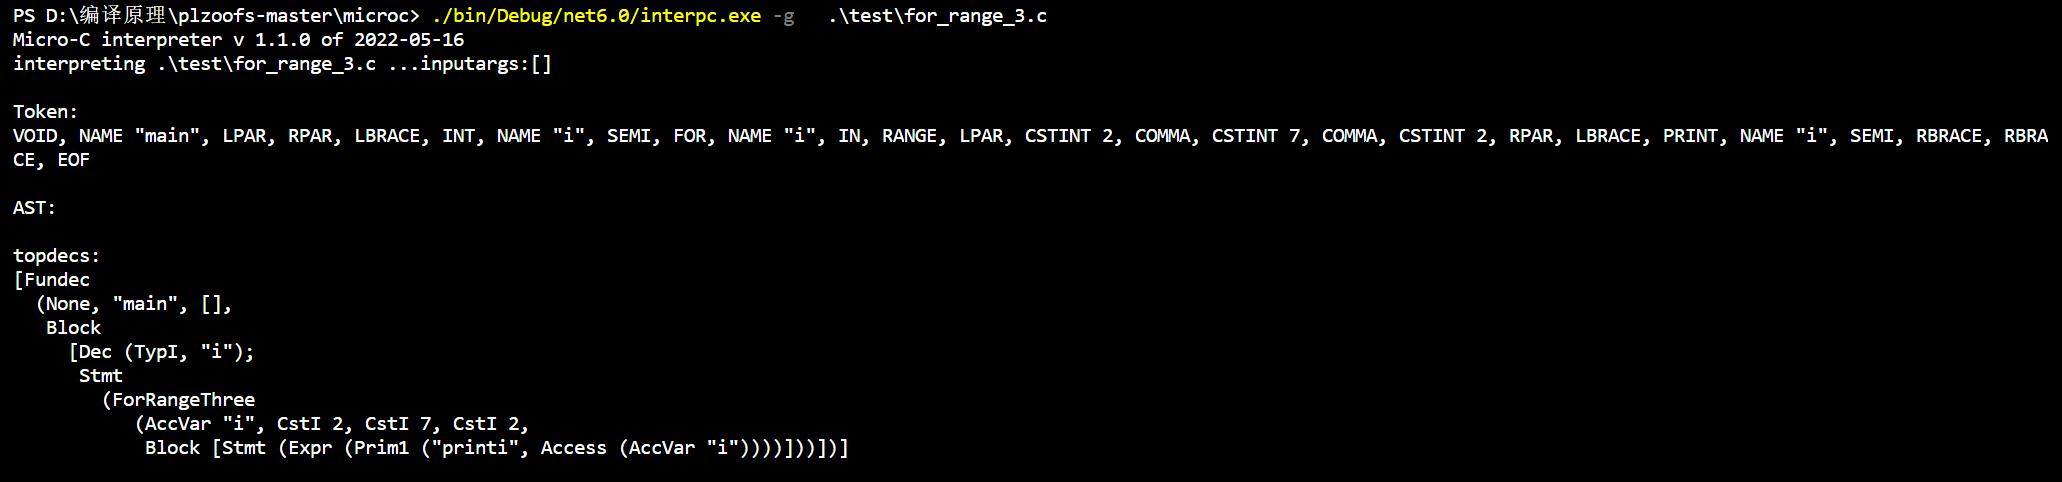 PS D:\编译原理\plzoofs-master\microc> ./bin/Debug/net6.0/interpc.exe -g   .\test\for_range_3.c
Micro-C interpreter v 1.1.0 of 2022-05-16
interpreting .\test\for_range_3.c ...inputargs:[]
Token:
VOID, NAME "main", LPAR, RPAR, LBRACE, INT, NAME "i", SEMI, FOR, NAME "i", IN, RANGE, LPAR, CSTINT 2, COMMA, CSTINT 7, COMMA, CSTINT 2, RPAR, LBRACE, PRINT, NAME "i", SEMI, RBRACE, RBRA
CE, EOF
AST:
topdecs:
[Fundec
  (None, "main", [],
   Block
     [Dec (TypI, "i");
      Stmt
        (ForRangeThree
           (AccVar "i", CstI 2, CstI 7, CstI 2,
            Block [Stmt (Expr (Prim1 ("printi", Access (AccVar "i"))))]))])]